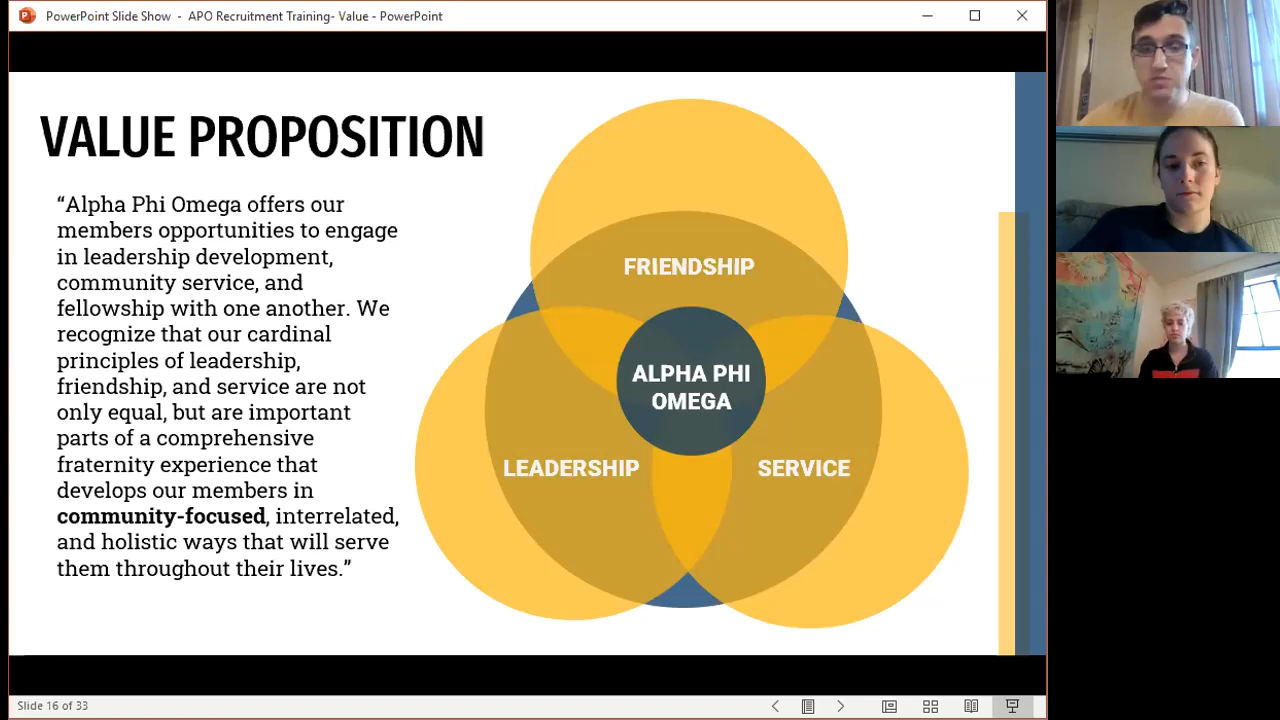 PowerPoint Slide Show - APO Recruitment Training- Value - PowerPoint
VALUE PROPOSITION
“Alpha Phi Omega offers our
members opportunities to engage
in leadership development,
community service, and
fellowship with one another. We
recognize that our cardinal
principles of leadership,
friendship, and service are not
only equal, but are important
parts of a comprehensive
fraternity experience that
develops our members in
community-focused, interrelated,
and holistic ways that will serve
them throughout their lives.”
FRIENDSHIP
ALPHA PHI
OMEGA
LEADERSHIP
SERVICE
Slide 16 of 33